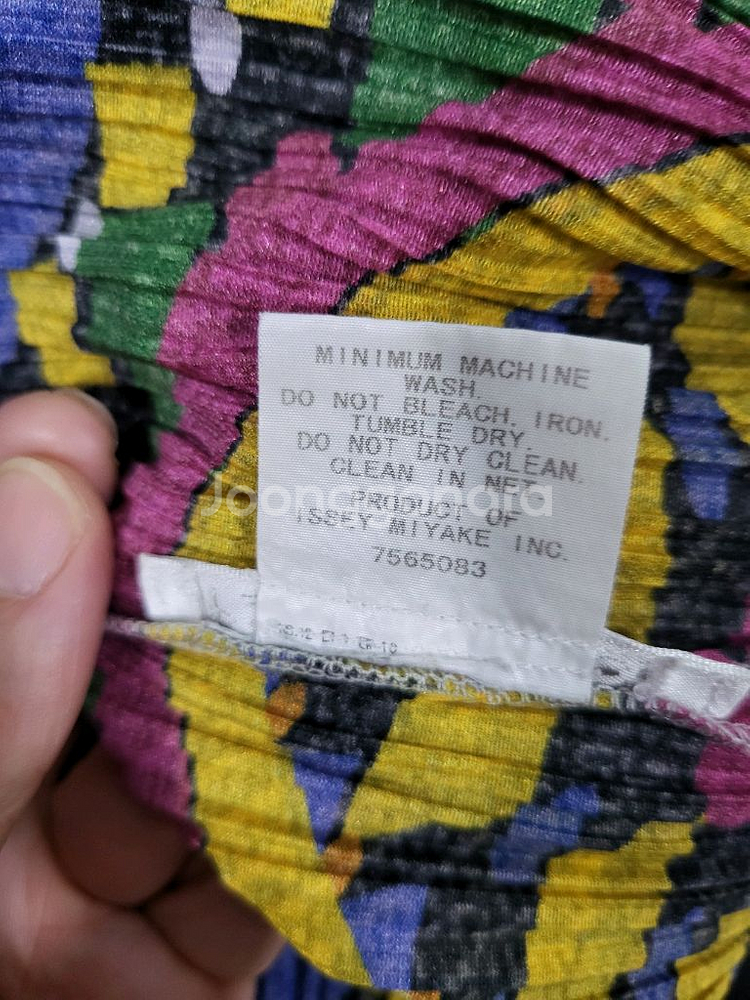 MINIMUM MACHINE
WASH.
DO NOT BLEACH. IRON.
TUMBLE DRY.
DO NOT DRY CLEAN.
CLEAN IN NET.
PRODUCT OF
ISSEY MIYAKE INC.
7565083
Joonggonara